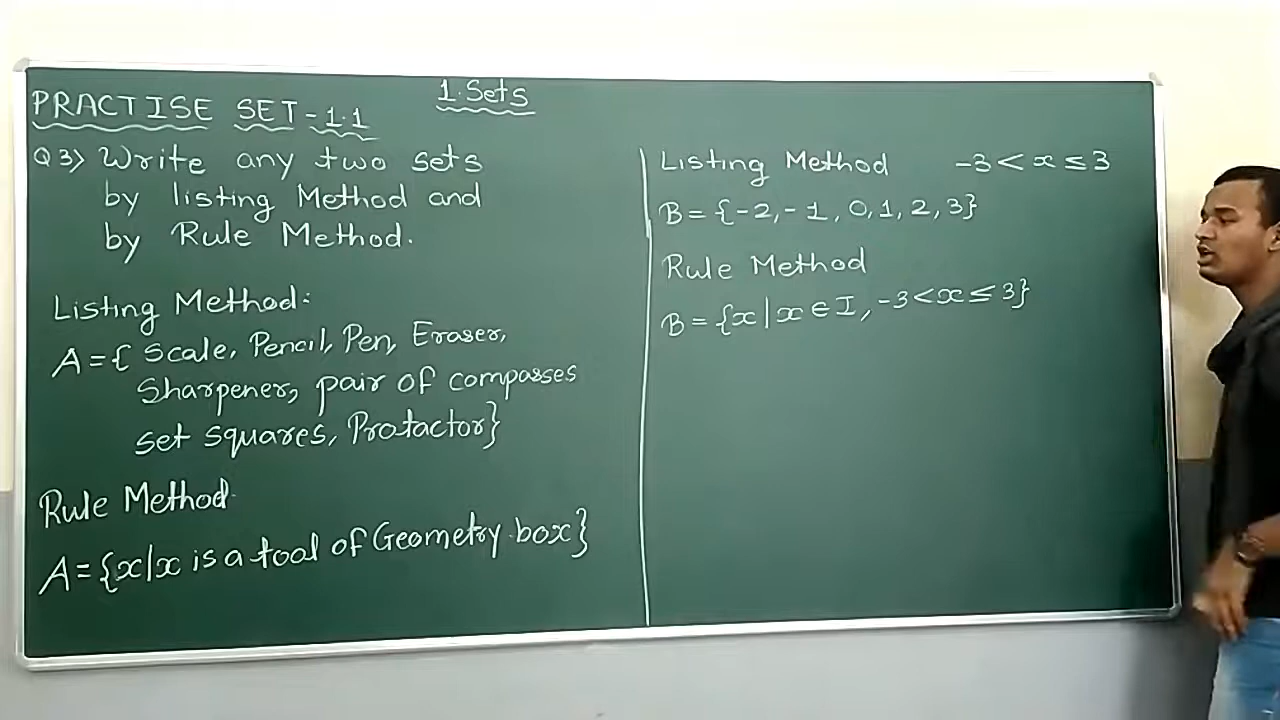 1. Sets
PRACTISE SET-1.1
Q3) Write any two sets
by listing Method and
by Rule Method.
Listing Method:
A={ Scale, Pencil, Pen, Eraser,
Sharpener, pair of compasses
set squares, Protactor}
Rule Method
A={x/x is a tool of Geometry box}
Listing Method -3 < x ≤ 3
B = {-2, -1, 0, 1, 2, 3}
Rule Method
B = {x/x ∈ I, -3 < x ≤ 3}